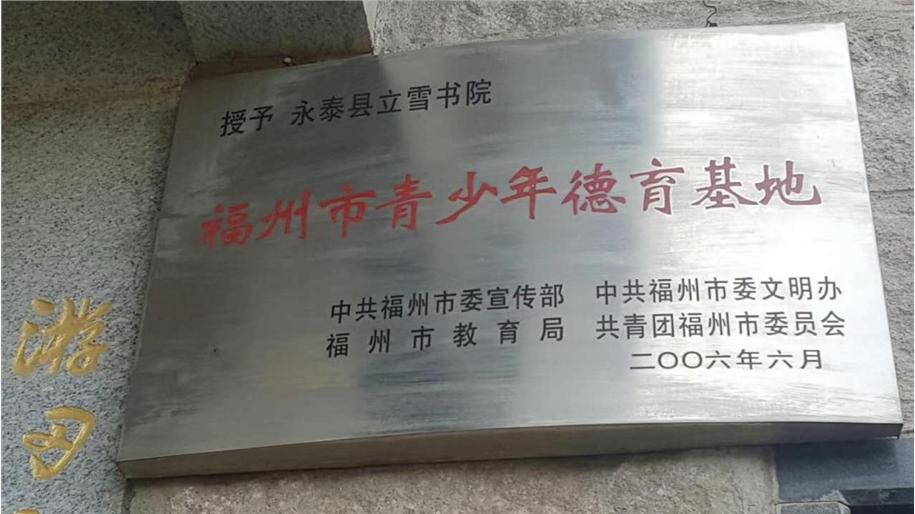 授予 永泰县立雪书院
福州市青少年德育基地
中共福州市委宣传部 中共福州市委文明办
福州市教育局 共青团福州市委员会
二〇〇六年六月
游